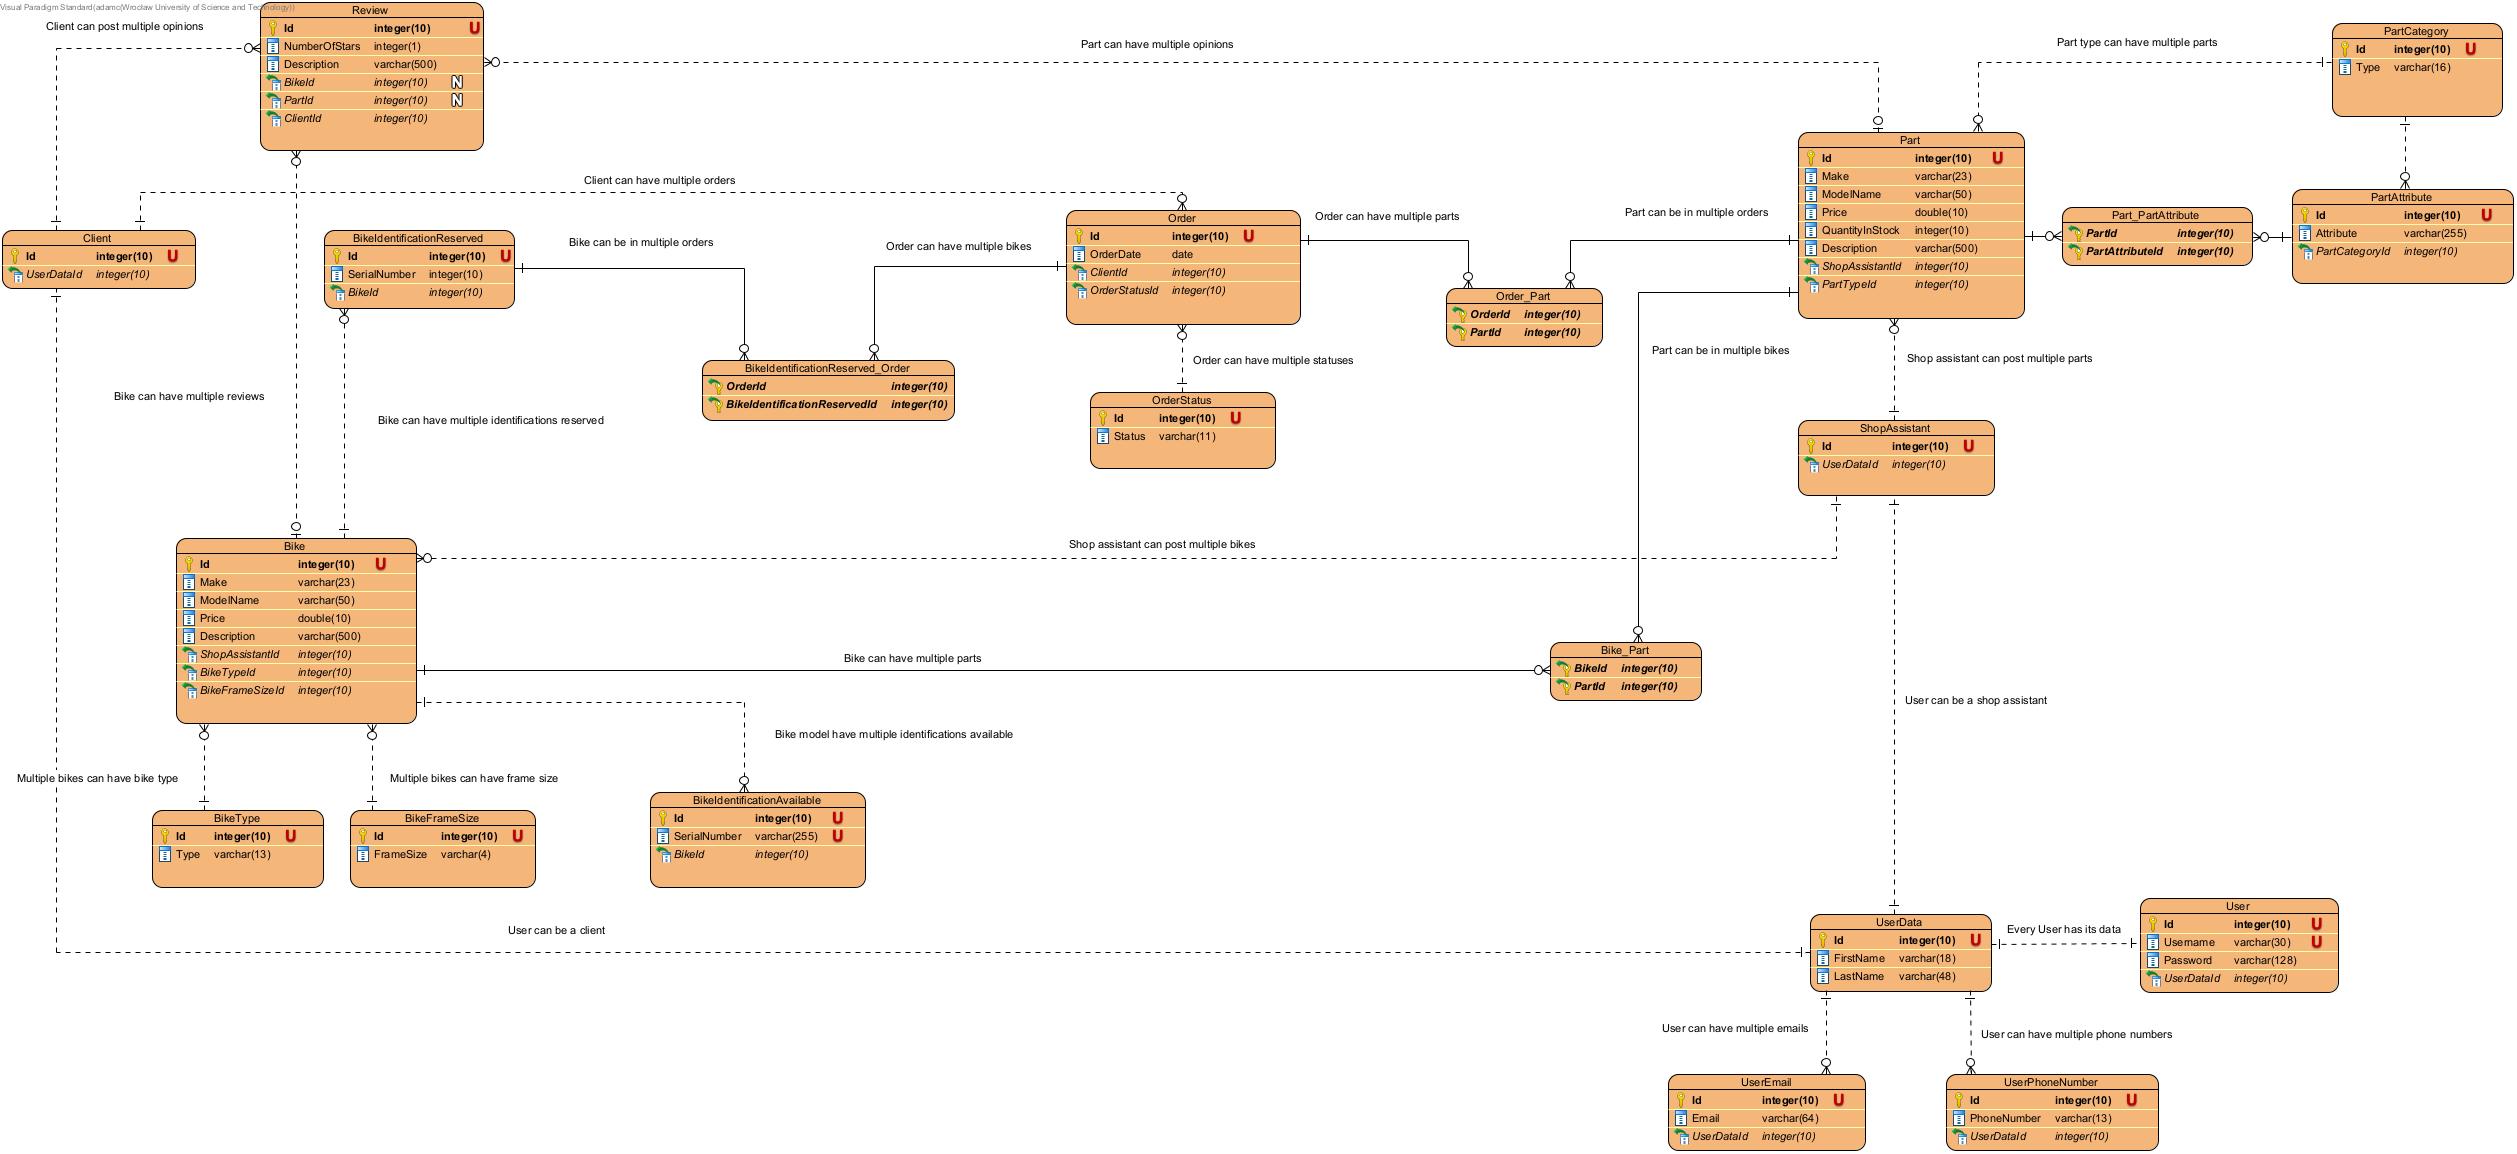 Visual Paradigm Standard(adamc(Wrocław University of Science and Technology))
Client can post multiple opinions
Review
Id integer(10) U
NumberOfStars integer(1)
Description varchar(500)
BikeId integer(10) N
PartId integer(10) N
ClientId integer(10)
Part can have multiple opinions
Part type can have multiple parts
PartCategory
Id integer(10) U
Type varchar(16)
Part
Id integer(10) U
Make varchar(23)
ModelName varchar(50)
Price double(10)
QuantityInStock integer(10)
Description varchar(500)
ShopAssistantId integer(10)
PartTypeId integer(10)
Part_PartAttribute
PartId integer(10)
PartAttributeId integer(10)
PartAttribute
Id integer(10) U
Attribute varchar(255)
PartCategoryId integer(10)
Client can have multiple orders
Client
Id integer(10) U
UserDataId integer(10)
BikeIdentificationReserved
Id integer(10) U
SerialNumber integer(10)
BikeId integer(10)
Bike can be in multiple orders
Order can have multiple bikes
Order
Id integer(10) U
OrderDate date
ClientId integer(10)
OrderStatusId integer(10)
Order can have multiple parts
Part can be in multiple orders
Order_Part
OrderId integer(10)
PartId integer(10)
BikeIdentificationReserved_Order
OrderId integer(10)
BikeIdentificationReservedId integer(10)
Order can have multiple statuses
OrderStatus
Id integer(10) U
Status varchar(11)
Part can be in multiple bikes
Shop assistant can post multiple parts
ShopAssistant
Id integer(10) U
UserDataId integer(10)
Bike can have multiple reviews
Bike can have multiple identifications reserved
Shop assistant can post multiple bikes
Bike
Id integer(10) U
Make varchar(23)
ModelName varchar(50)
Price double(10)
Description varchar(500)
ShopAssistantId integer(10)
BikeTypeId integer(10)
BikeFrameSizeId integer(10)
Bike can have multiple parts
Bike_Part
BikeId integer(10)
PartId integer(10)
User can be a shop assistant
Bike model have multiple identifications available
Multiple bikes can have bike type
Multiple bikes can have frame size
BikeType
Id integer(10) U
Type varchar(13)
BikeFrameSize
Id integer(10) U
FrameSize varchar(4)
BikeIdentificationAvailable
Id integer(10) U
SerialNumber varchar(255) U
BikeId integer(10)
User can be a client
UserData
Id integer(10) U
FirstName varchar(18)
LastName varchar(48)
Every User has its data
User
Id integer(10) U
Username varchar(30) U
Password varchar(128)
UserDataId integer(10)
User can have multiple emails
User can have multiple phone numbers
UserEmail
Id integer(10) U
Email varchar(64)
UserDataId integer(10)
UserPhoneNumber
Id integer(10) U
PhoneNumber varchar(13)
UserDataId integer(10)